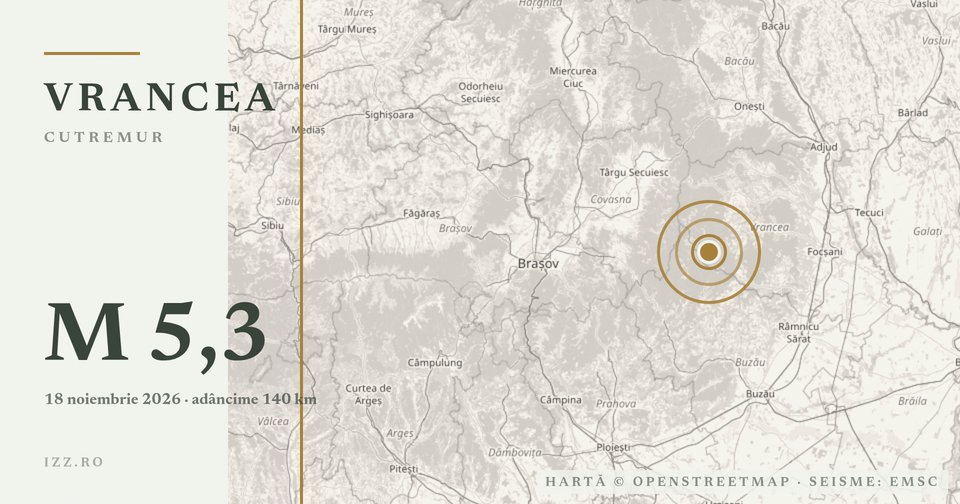 VRANCEA
CUTREMUR
M 5,3
18 noiembrie 2026 · adâncime 140 km
IZZ.RO
Mureș
Târgu Mureș
Harghita
Bacău
Vaslui
Vaslui
Bacău
Miercurea
Ciuc
Odorheiu
Secuiesc
Târnăveni
Sighișoara
Onești
Bârlad
laj
Mediaș
Adjud
Târgu Secuiesc
Sibiu
Covasna
Făgăraș
Tecuci
Sibiu
Brașov
Vrancea
Galați
Focșani
Brașov
Râmnicu
Sărat
Câmpulung
Buzău
Curtea de
Argeș
Câmpina
Prahova
Buzău
Brăila
Vâlcea
Argeș
Ploiești
Dâmbovița
Pitești
HARTĂ © OPENSTREETMAP · SEISME: EMSC